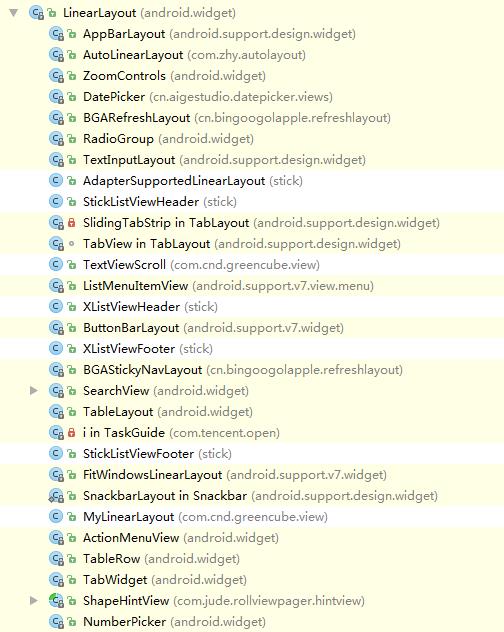 LinearLayout (android.widget)
AppBarLayout (android.support.design.widget)
AutoLinearLayout (com.zhy.autolayout)
ZoomControls (android.widget)
DatePicker (cn.aigestudio.datepicker.views)
BGARefreshLayout (cn.bingoogolapple.refreshlayout)
RadioGroup (android.widget)
TextInputLayout (android.support.design.widget)
AdapterSupportedLinearLayout (stick)
StickListViewHeader (stick)
SlidingTabStrip in TabLayout (android.support.design.widget)
TabView in TabLayout (android.support.design.widget)
TextViewScroll (com.cnd.greencube.view)
ListMenuItemView (android.support.v7.view.menu)
XListViewHeader (stick)
ButtonBarLayout (android.support.v7.widget)
XListViewFooter (stick)
BGAStickyNavLayout (cn.bingoogolapple.refreshlayout)
SearchView (android.widget)
TableLayout (android.widget)
i in TaskGuide (com.tencent.open)
StickListViewFooter (stick)
FitWindowsLinearLayout (android.support.v7.widget)
SnackbarLayout in Snackbar (android.support.design.widget)
MyLinearLayout (com.cnd.greencube.view)
ActionMenuView (android.widget)
TableRow (android.widget)
TabWidget (android.widget)
ShapeHintView (com.jude.rollviewpager.hintview)
NumberPicker (android.widget)